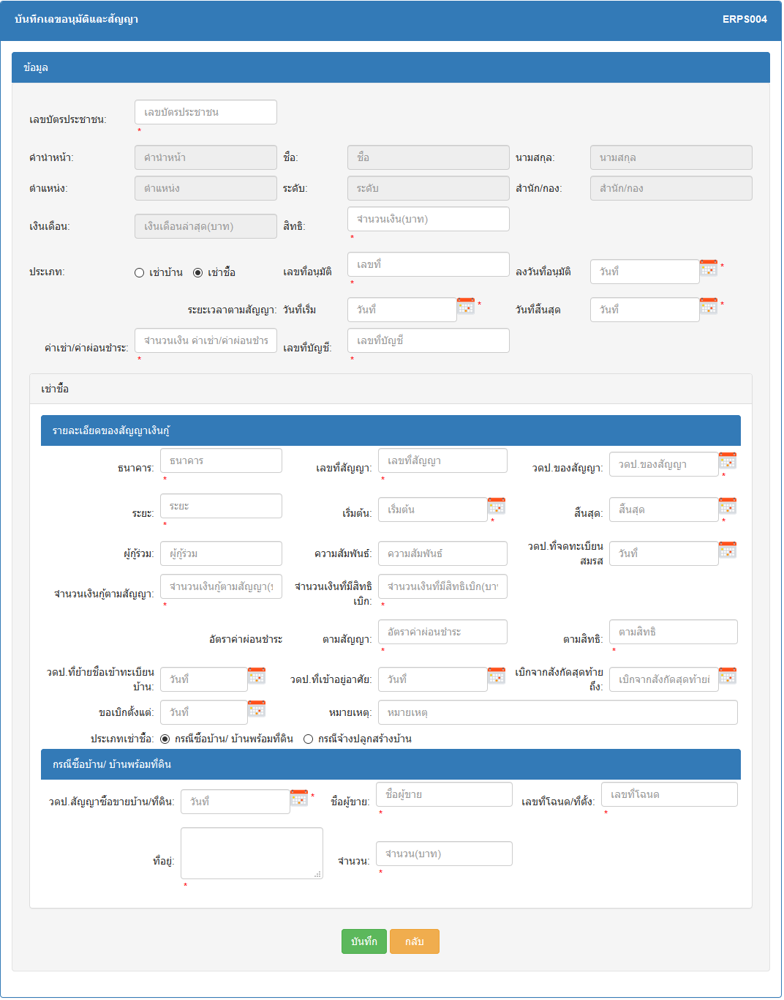 บันทึกเลขอนุมัติและสัญญา ERPS004
ข้อมูล
เลขบัตรประชาชน: เลขบัตรประชาชน
*
คำนำหน้า: คำนำหน้า ชื่อ: ชื่อ นามสกุล: นามสกุล
ตำแหน่ง: ตำแหน่ง ระดับ: ระดับ สำนัก/กอง: สำนัก/กอง
เงินเดือน: เงินเดือนล่าสุด(บาท) สิทธิ: จำนวนเงิน(บาท)
*
ประเภท: เช่าบ้าน เช่าซื้อ เลขที่อนุมัติ เลขที่ ลงวันที่อนุมัติ วันที่ *
*
ระยะเวลาตามสัญญา: วันที่เริ่ม วันที่ * วันที่สิ้นสุด วันที่ *
ค่าเช่า/ค่าผ่อนชำระ: จำนวนเงิน ค่าเช่า/ค่าผ่อนชำร เลขที่บัญชี: เลขที่บัญชี
* *
เช่าซื้อ
รายละเอียดของสัญญาเงินกู้
ธนาคาร: ธนาคาร เลขที่สัญญา: เลขที่สัญญา วดป.ของสัญญา: วดป.ของสัญญา
* * *
ระยะ: ระยะ เริ่มต้น: เริ่มต้น สิ้นสุด: สิ้นสุด
* * *
ผู้กู้ร่วม: ผู้กู้ร่วม ความสัมพันธ์: ความสัมพันธ์ วดป.ที่จดทะเบียน วันที่
สมรส
จำนวนเงินกู้ตามสัญญา: จำนวนเงินกู้ตามสัญญา(บ จำนวนเงินที่มีสิทธิ จำนวนเงินที่มีสิทธิเบิก(บา
เบิก:
* *
อัตราค่าผ่อนชำระ ตามสัญญา: อัตราค่าผ่อนชำระ ตามสิทธิ: ตามสิทธิ
* *
วดป.ที่ย้ายชื่อเข้าทะเบียน วันที่ วดป.ที่เข้าอยู่อาศัย: วันที่ เบิกจากสังกัดสุดท้าย เบิกจากสังกัดสุดท้ายถ
บ้าน: ถึง:
ขอเบิกตั้งแต่: วันที่ หมายเหตุ: หมายเหตุ
ประเภทเช่าซื้อ: กรณีซื้อบ้าน/ บ้านพร้อมที่ดิน กรณีจ้างปลูกสร้างบ้าน
กรณีซื้อบ้าน/ บ้านพร้อมที่ดิน
วดป.สัญญาซื้อขายบ้าน/ที่ดิน: วันที่ * ชื่อผู้ขาย: ชื่อผู้ขาย เลขที่โฉนด/ที่ตั้ง: เลขที่โฉนด
* *
ที่อยู่: จำนวน: จำนวน(บาท)
* *
บันทึก กลับ